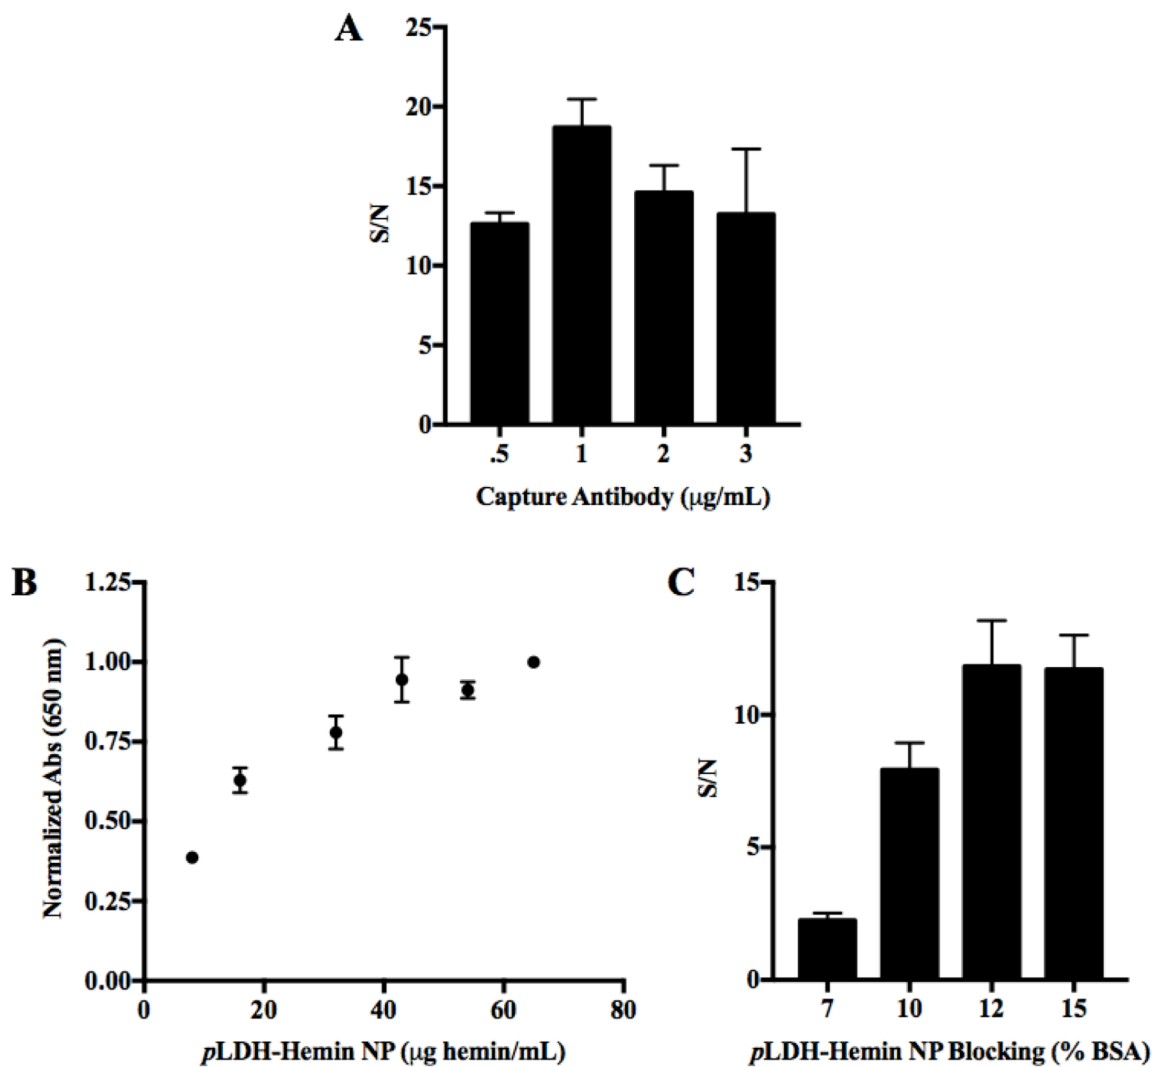 A
25
20
15
10
5
0
S/N
.5 1 2 3
Capture Antibody (μg/mL)
B
1.25
1.00
0.75
0.50
0.25
0.00
Normalized Abs (650 nm)
0 20 40 60 80
pLDH-Hemin NP (μg hemin/mL)
C
15
10
5
0
S/N
7 10 12 15
pLDH-Hemin NP Blocking (% BSA)